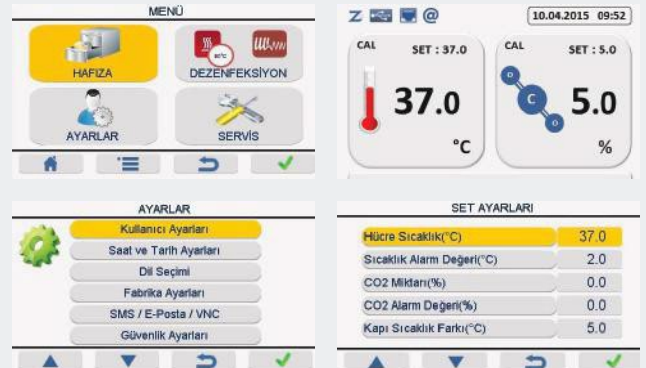 MENÜ
HAFIZA
DEZENFEKSİYON
AYARLAR
SERVİS
Z @ 10.04.2015 09:52
CAL SET : 37.0
37.0
°C
CAL SET : 5.0
O C O
5.0
%
AYARLAR
Kullanıcı Ayarları
Saat ve Tarih Ayarları
Dil Seçimi
Fabrika Ayarları
SMS / E-Posta / VNC
Güvenlik Ayarları
SET AYARLARI
Hücre Sıcaklık(°C) 37.0
Sıcaklık Alarm Değeri(°C) 2.0
CO2 Miktarı(%) 0.0
CO2 Alarm Değeri(%) 0.0
Kapı Sıcaklık Farkı(°C) 5.0